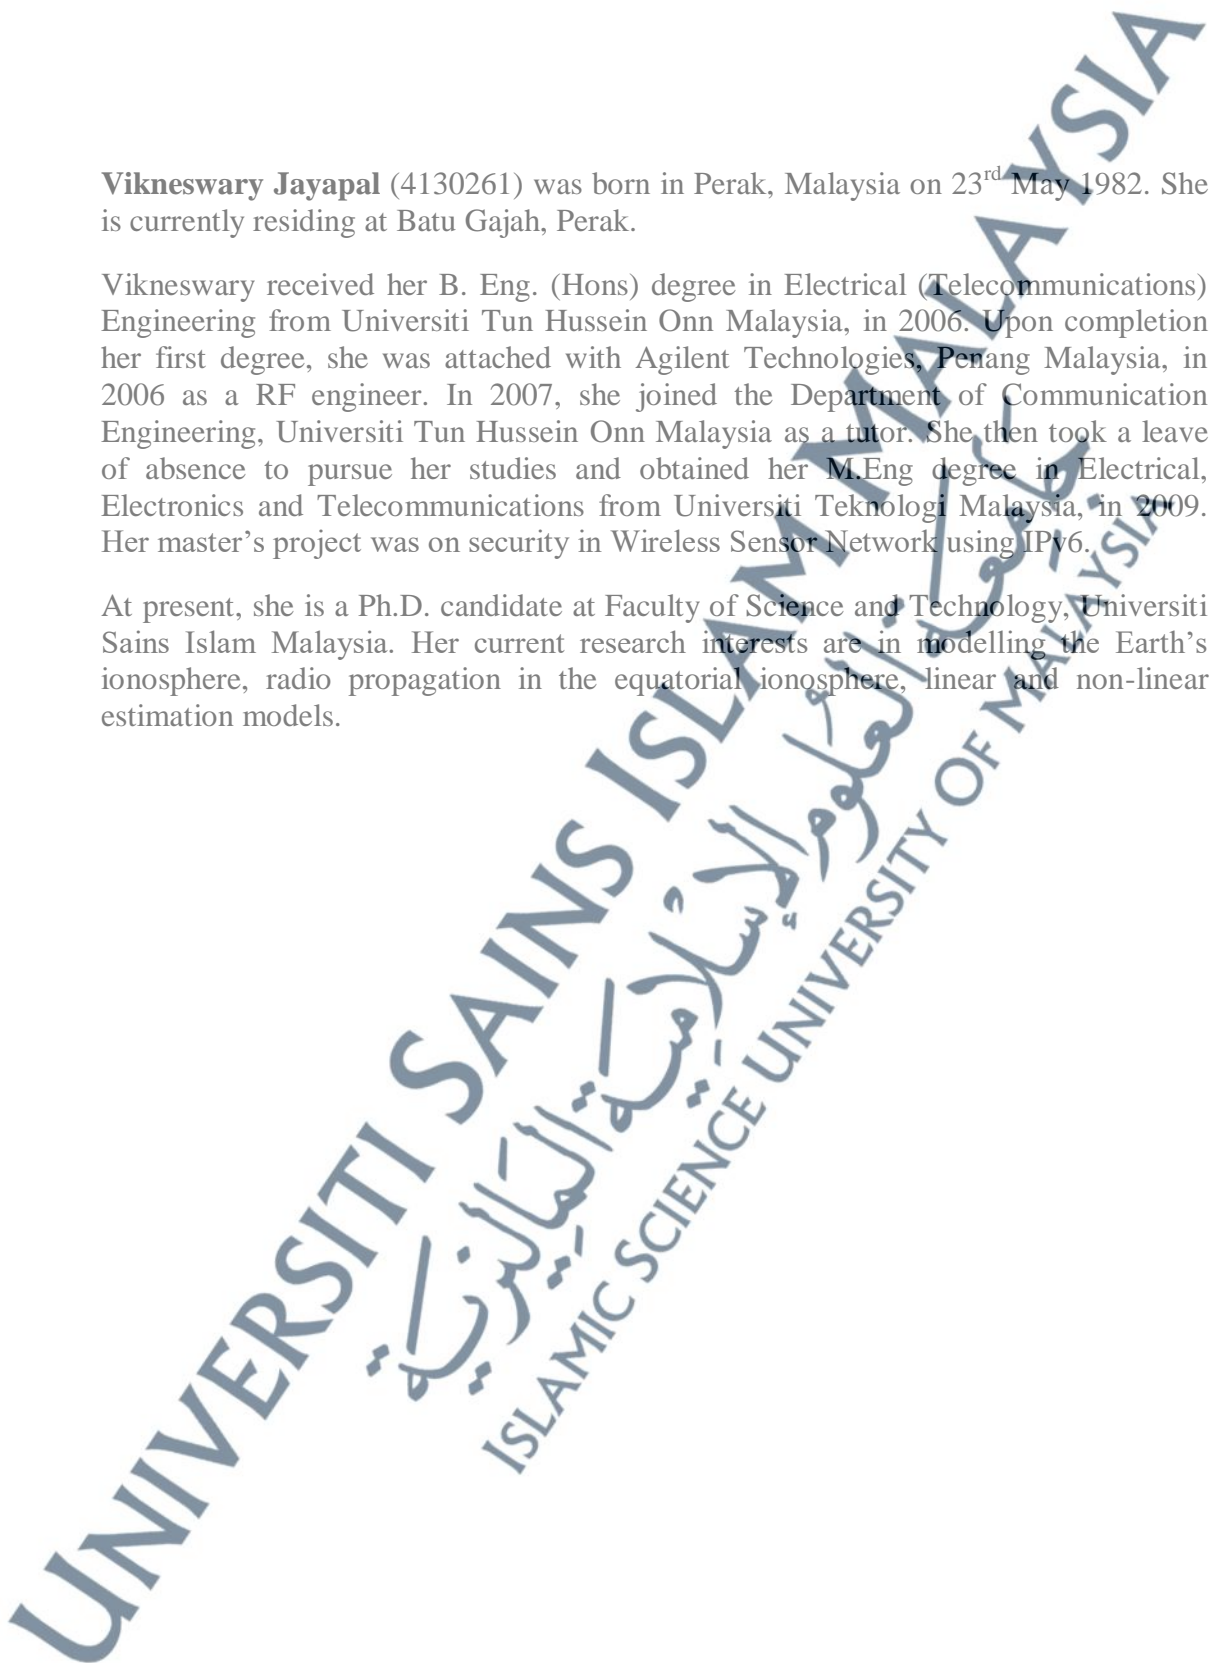 Vikneswary Jayapal (4130261) was born in Perak, Malaysia on 23rd May 1982. She
is currently residing at Batu Gajah, Perak.
Vikneswary received her B. Eng. (Hons) degree in Electrical (Telecommunications)
Engineering from Universiti Tun Hussein Onn Malaysia, in 2006. Upon completion
her first degree, she was attached with Agilent Technologies, Penang Malaysia, in
2006 as a RF engineer. In 2007, she joined the Department of Communication
Engineering, Universiti Tun Hussein Onn Malaysia as a tutor. She then took a leave
of absence to pursue her studies and obtained her M.Eng degree in Electrical,
Electronics and Telecommunications from Universiti Teknologi Malaysia, in 2009.
Her master’s project was on security in Wireless Sensor Network using IPv6.
At present, she is a Ph.D. candidate at Faculty of Science and Technology, Universiti
Sains Islam Malaysia. Her current research interests are in modelling the Earth’s
ionosphere, radio propagation in the equatorial ionosphere, linear and non-linear
estimation models.
UNIVERSITI SAINS ISLAM MALAYSIA
جامعة العلوم الإسلامية الماليزية
ISLAMIC SCIENCE UNIVERSITY OF MALAYSIA